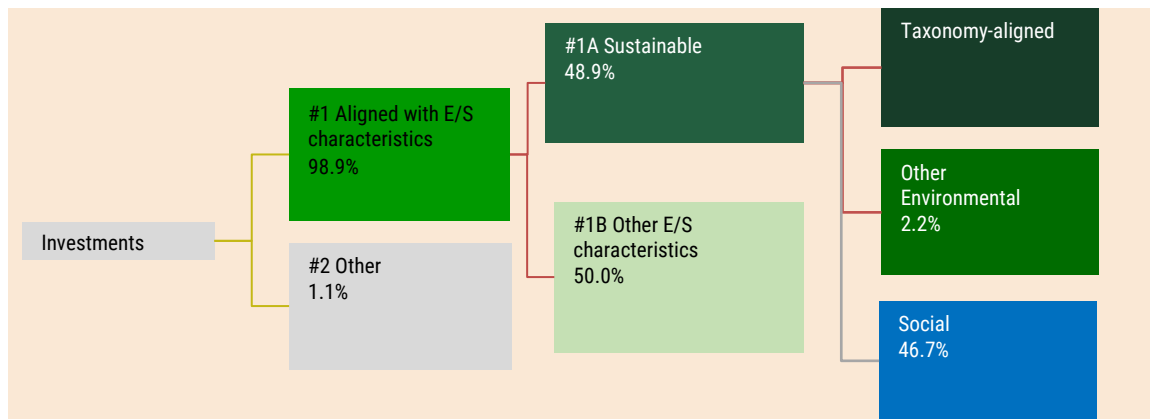 Investments
#1 Aligned with E/S
characteristics
98.9%
#2 Other
1.1%
#1A Sustainable
48.9%
#1B Other E/S
characteristics
50.0%
Taxonomy-aligned
Other
Environmental
2.2%
Social
46.7%